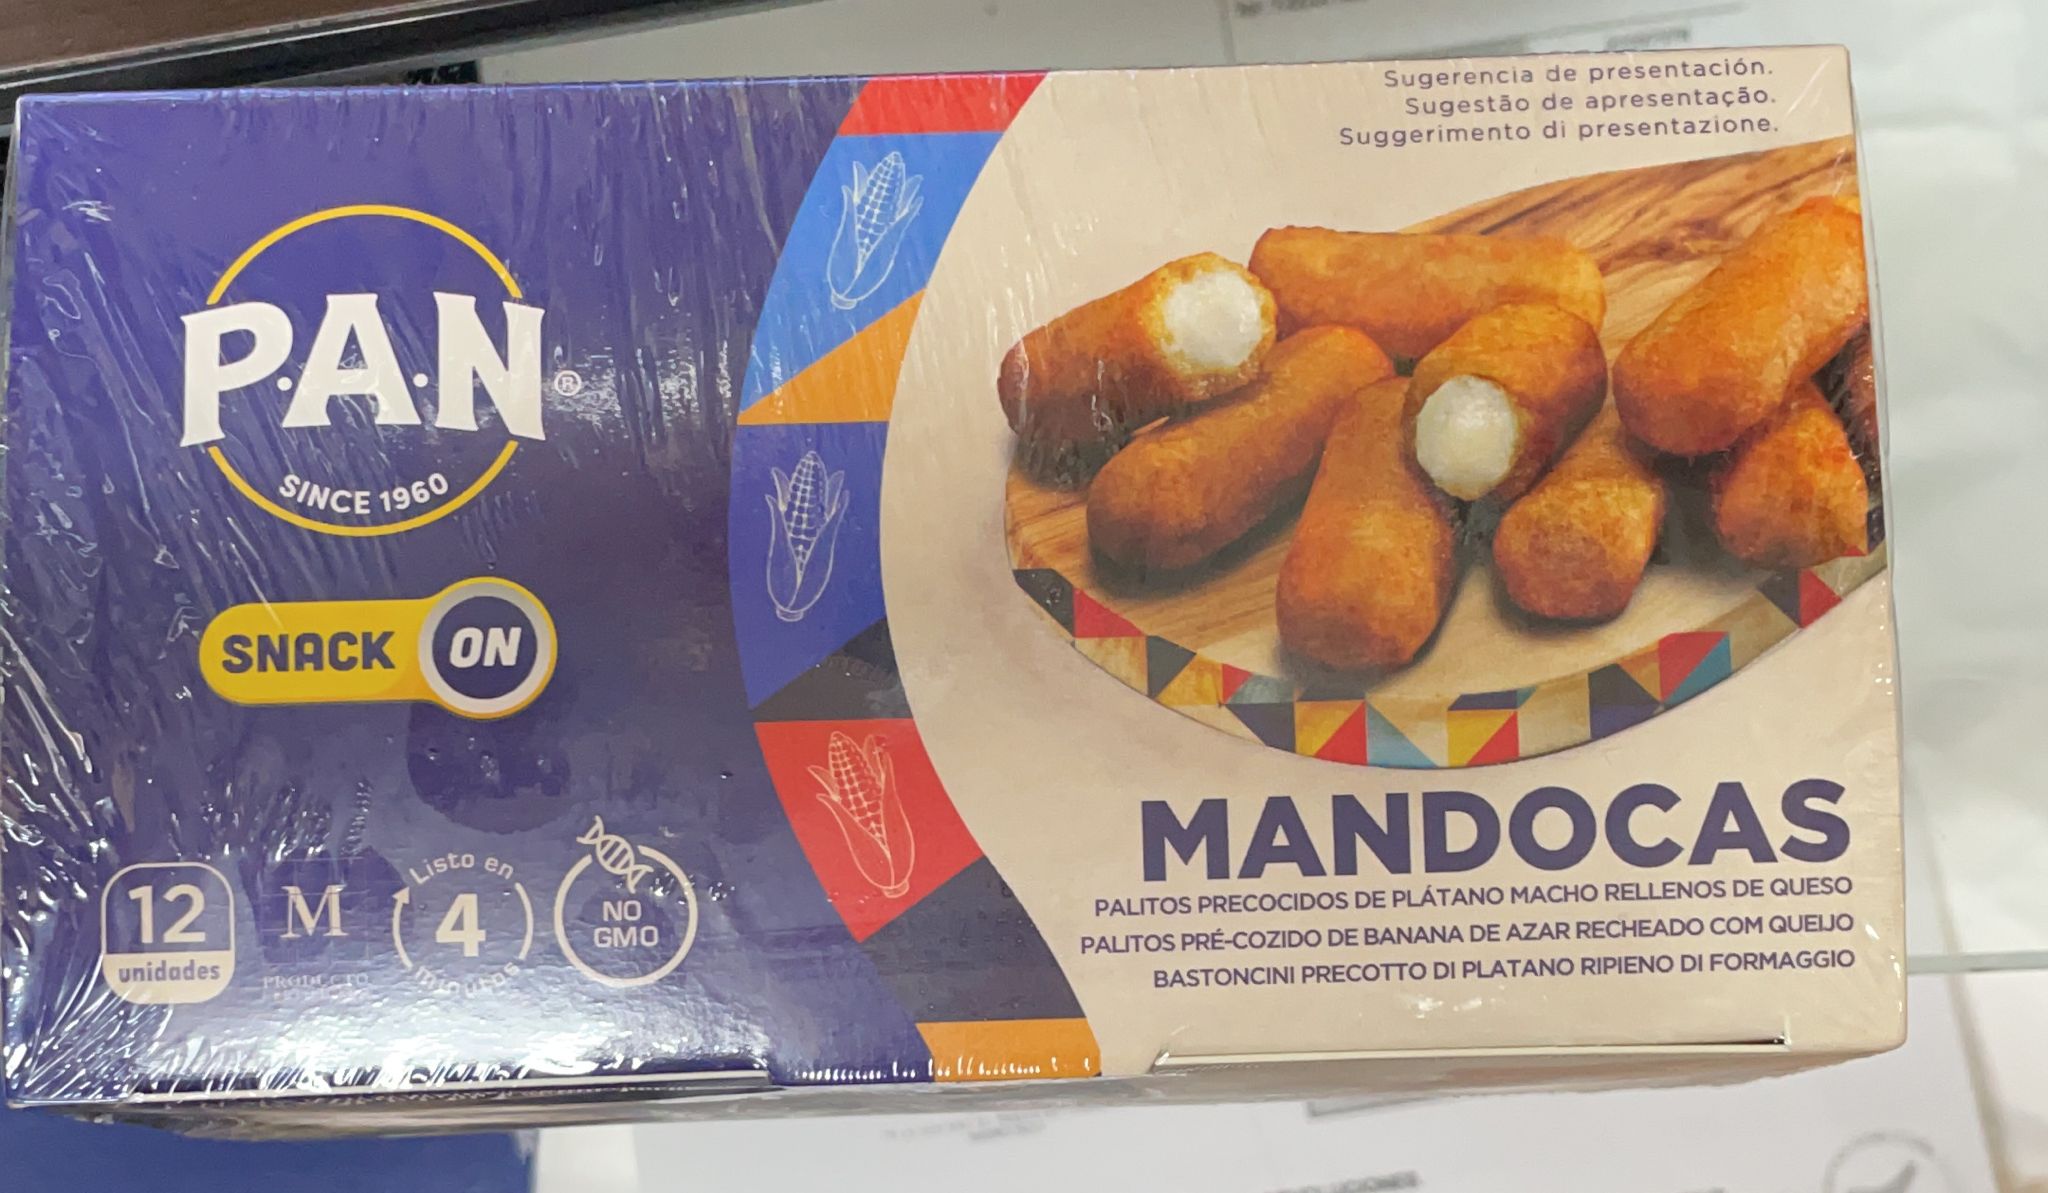 Sugerencia de presentación.
Sugestão de apresentação.
Suggerimento di presentazione.
P.A.N ®
SINCE 1960
SNACK ON
12
unidades
M
PRODUCTO
Listo en
4
minutos
NO
GMO
MANDOCAS
PALITOS PRECOCIDOS DE PLÁTANO MACHO RELLENOS DE QUESO
PALITOS PRÉ-COZIDO DE BANANA DE AZAR RECHEADO COM QUEIJO
BASTONCINI PRECOTTO DI PLATANO RIPIENO DI FORMAGGIO